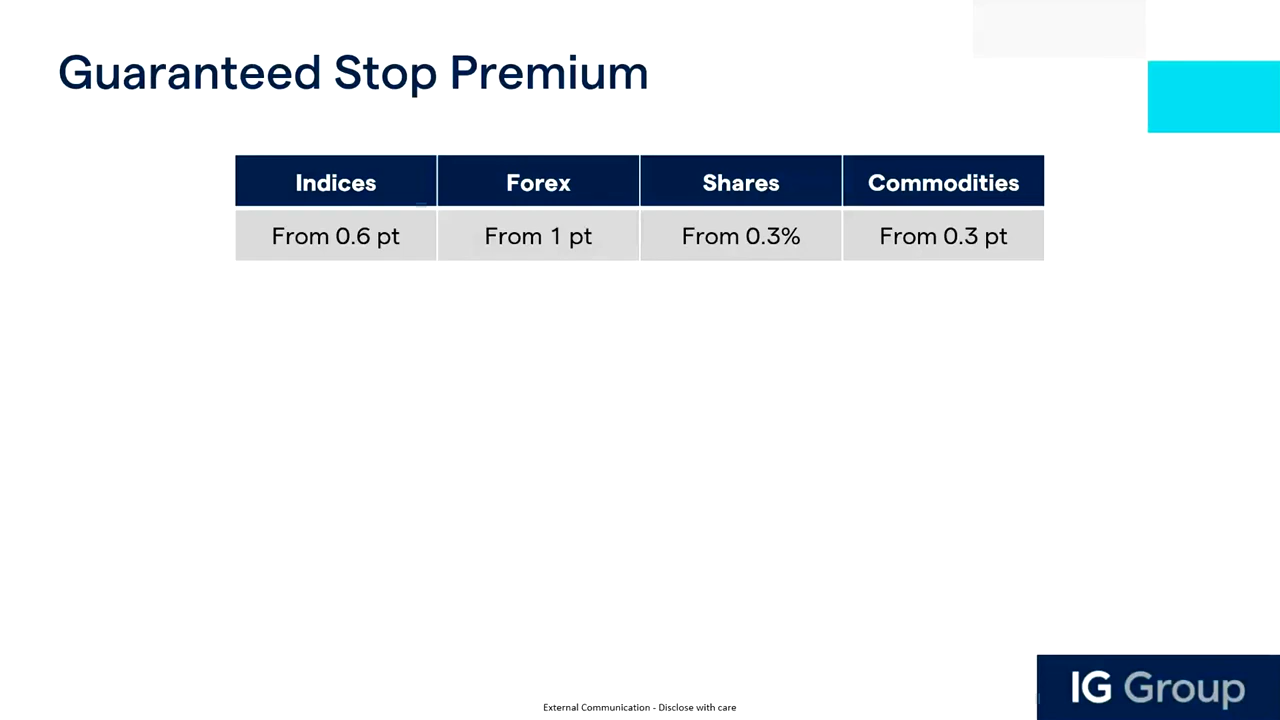 Guaranteed Stop Premium
Indices Forex Shares Commodities
From 0.6 pt From 1 pt From 0.3% From 0.3 pt
IG Group
External Communication - Disclose with care